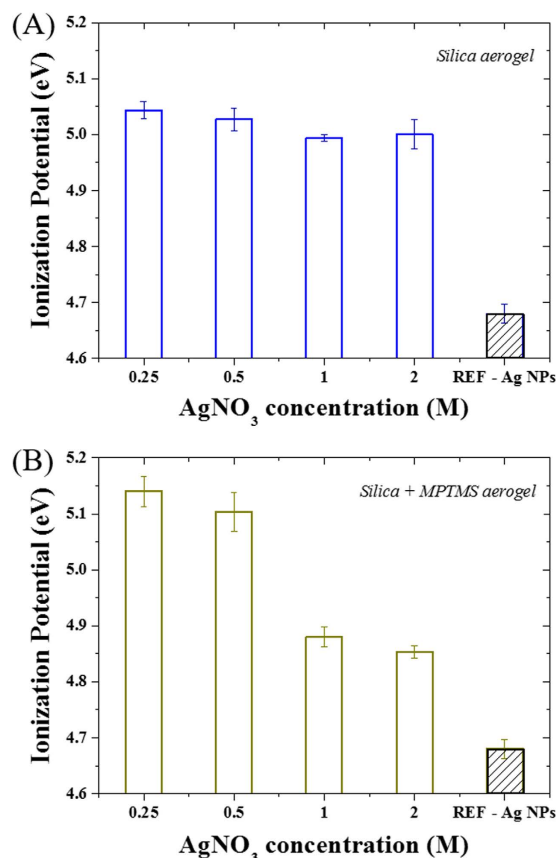 (A)
Silica aerogel
Ionization Potential (eV)
5.2
5.1
5.0
4.9
4.8
4.7
4.6
0.25 0.5 1 2 REF - Ag NPs
AgNO₃ concentration (M)
(B)
Silica + MPTMS aerogel
Ionization Potential (eV)
5.2
5.1
5.0
4.9
4.8
4.7
4.6
0.25 0.5 1 2 REF - Ag NPs
AgNO₃ concentration (M)